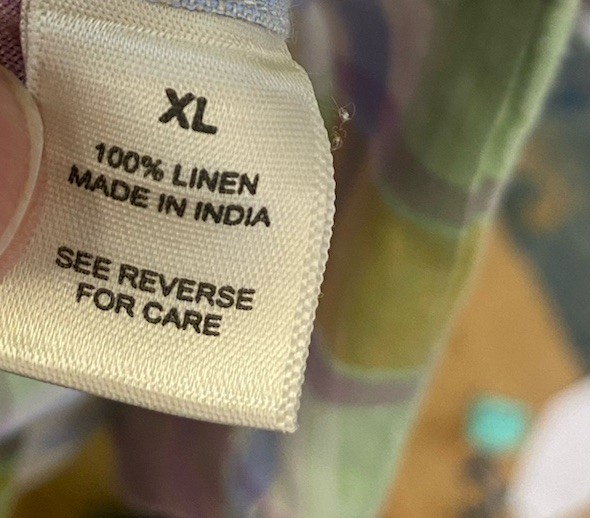 XL
100% LINEN
MADE IN INDIA
SEE REVERSE
FOR CARE